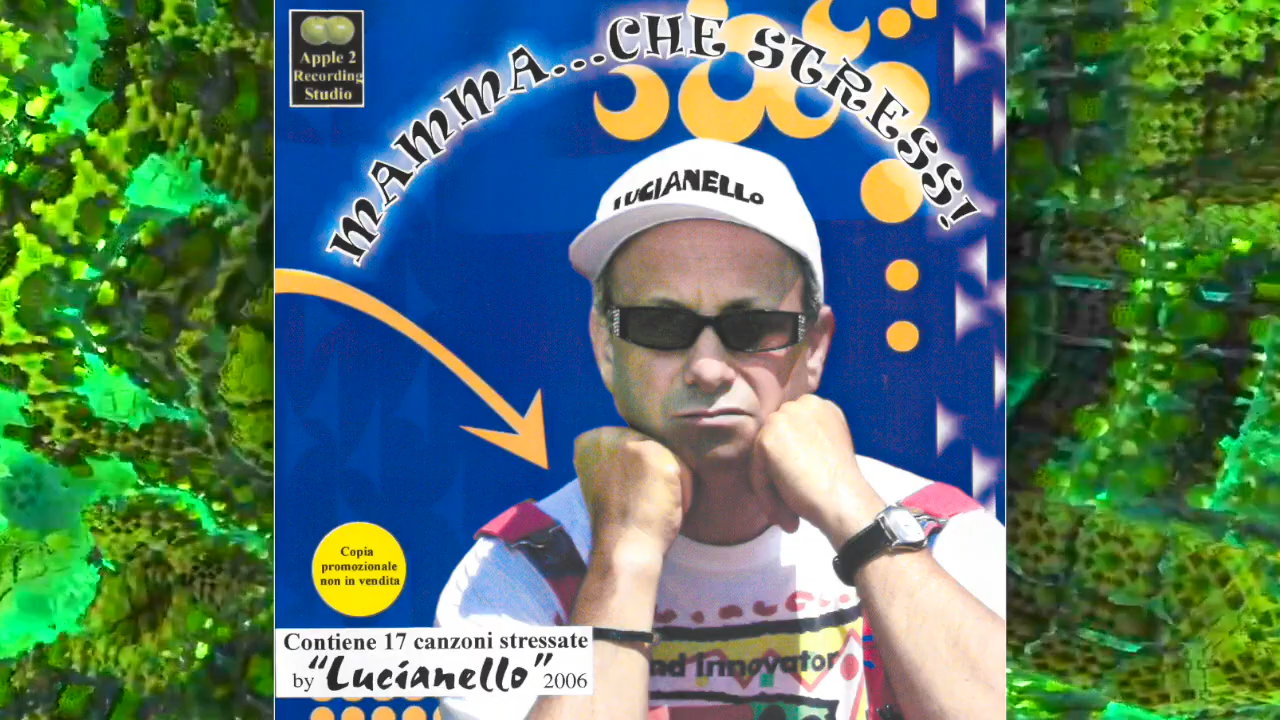 Apple 2
Recording
Studio
MAMMA...CHE STRESS!
LUCIANELLO
Copia
promozionale
non in vendita
Contiene 17 canzoni stressate
by "Lucianello" 2006
nd Innovator